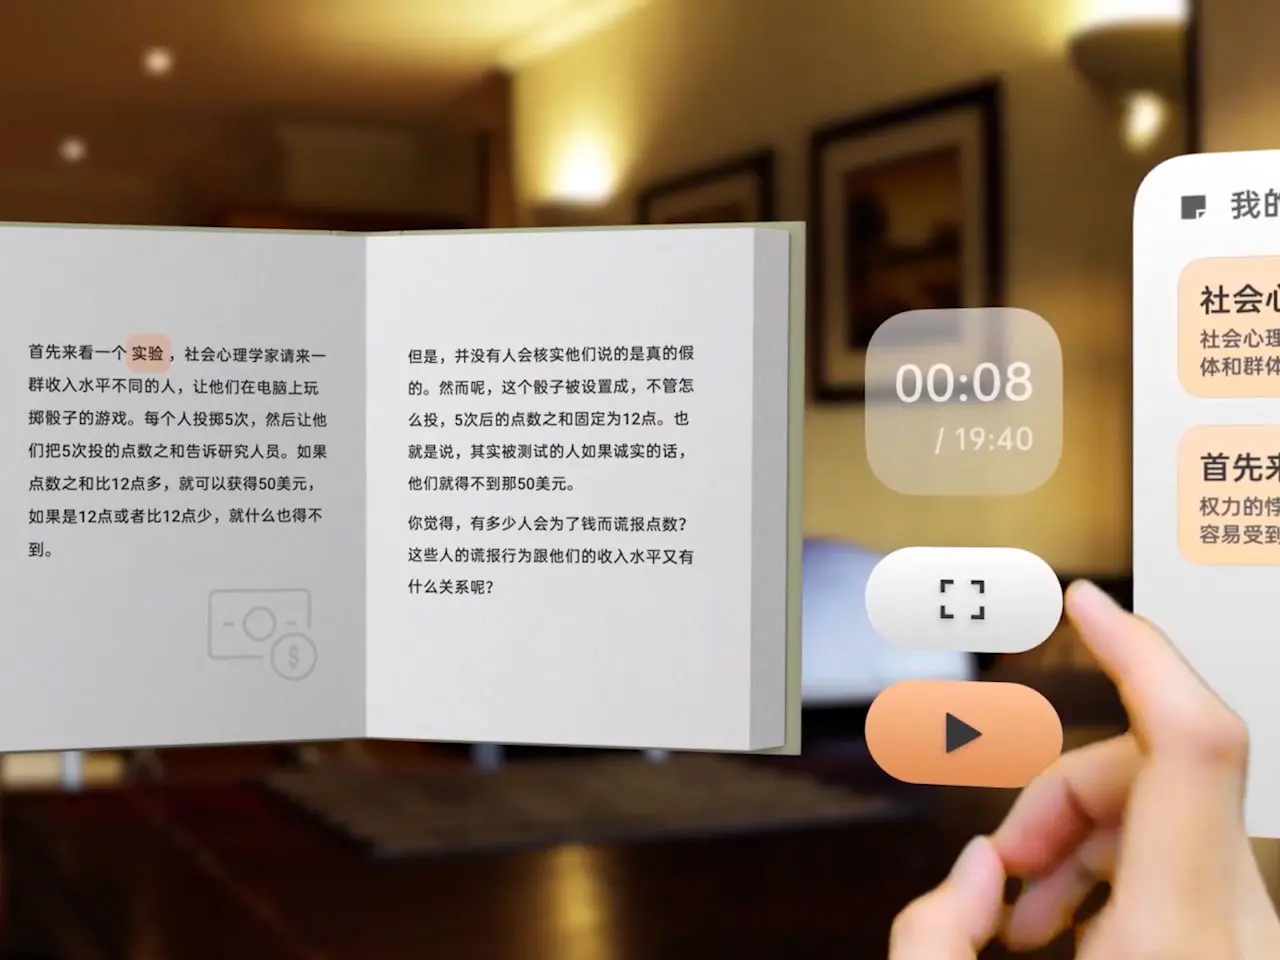 首先来看一个实验，社会心理学家请来一
群收入水平不同的人，让他们在电脑上玩
掷骰子的游戏。每个人投掷5次，然后让他
们把5次投的点数之和告诉研究人员。如果
点数之和比12点多，就可以获得50美元，
如果是12点或者比12点少，就什么也得不
到。
$
但是，并没有人会核实他们说的是真的假
的。然而呢，这个骰子被设置成，不管怎
么投，5次后的点数之和固定为12点。也
就是说，其实被测试的人如果诚实的话，
他们就得不到那50美元。
你觉得，有多少人会为了钱而谎报点数？
这些人的谎报行为跟他们的收入水平又有
什么关系呢？
00:08
/ 19:40
我的
社会心
社会心理
体和群体
首先来
权力的悖
容易受到